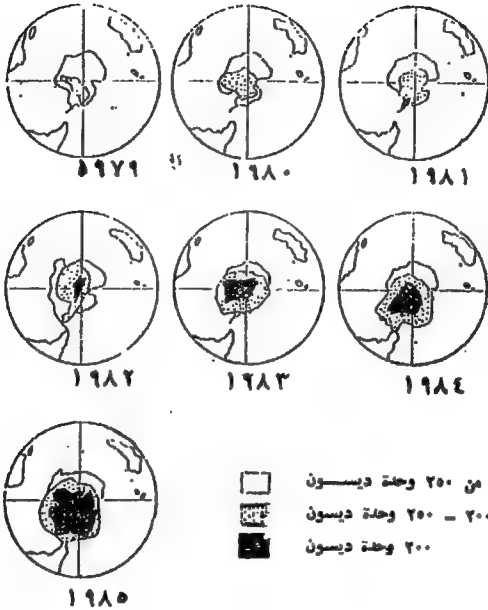 ١٩٧٩ ١٩٨٠ ١٩٨١
١٩٨٢ ١٩٨٣ ١٩٨٤
١٩٨٥
من ٢٥٠ وحدة ديسون
٢٠٠ – ٢٥٠ وحدة ديسون
٢٠٠ وحدة ديسون